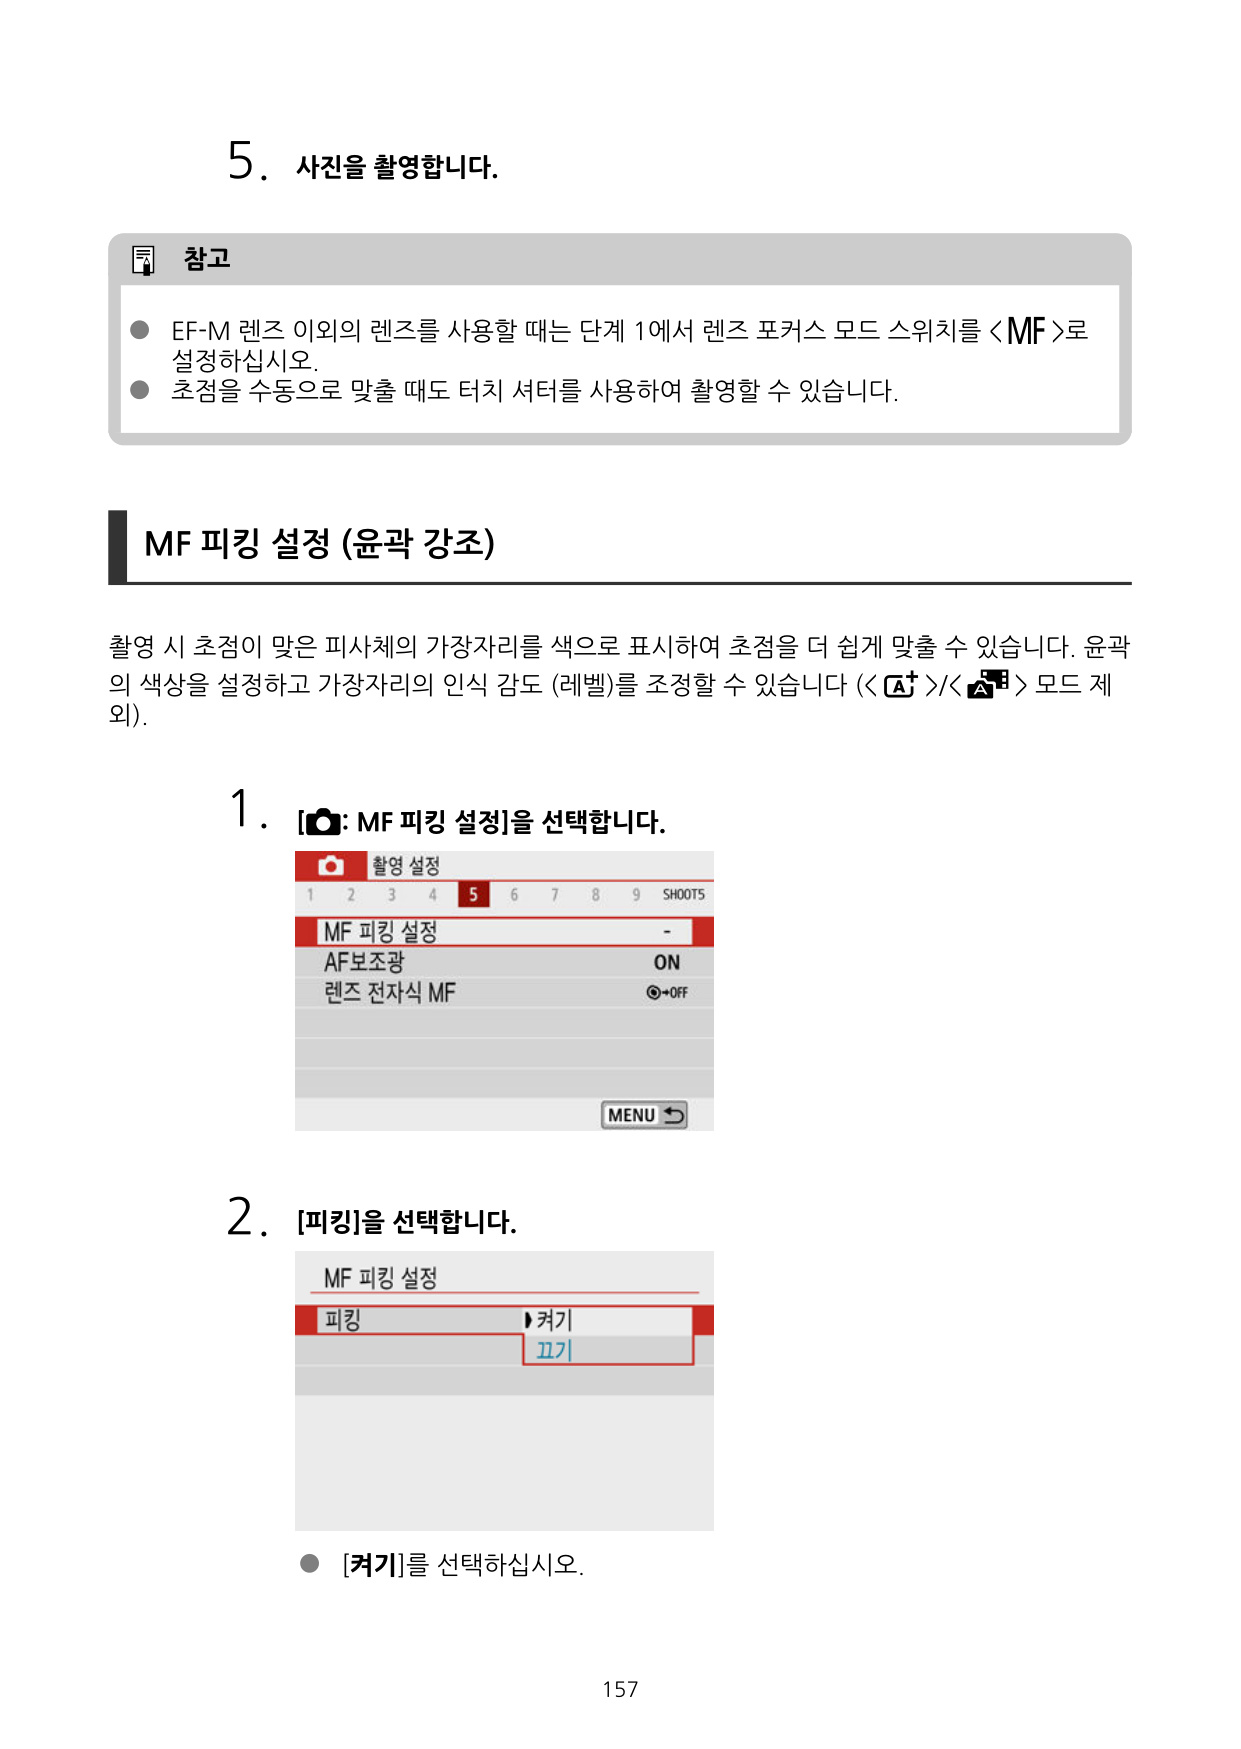 5. 사진을 촬영합니다.
참고
● EF-M 렌즈 이외의 렌즈를 사용할 때는 단계 1에서 렌즈 포커스 모드 스위치를 <MF>로
설정하십시오.
● 초점을 수동으로 맞출 때도 터치 셔터를 사용하여 촬영할 수 있습니다.
MF 피킹 설정 (윤곽 강조)
촬영 시 초점이 맞은 피사체의 가장자리를 색으로 표시하여 초점을 더 쉽게 맞출 수 있습니다. 윤곽
의 색상을 설정하고 가장자리의 인식 감도 (레벨)를 조정할 수 있습니다 (<A+>/<A> 모드 제
외).
1. [: MF 피킹 설정]을 선택합니다.
촬영 설정
1 2 3 4 5 6 7 8 9 SHOOT5
MF 피킹 설정 -
AF보조광 ON
렌즈 전자식 MF ◉→OFF
MENU
2. [피킹]을 선택합니다.
MF 피킹 설정
피킹 켜기
끄기
● [켜기]를 선택하십시오.
157